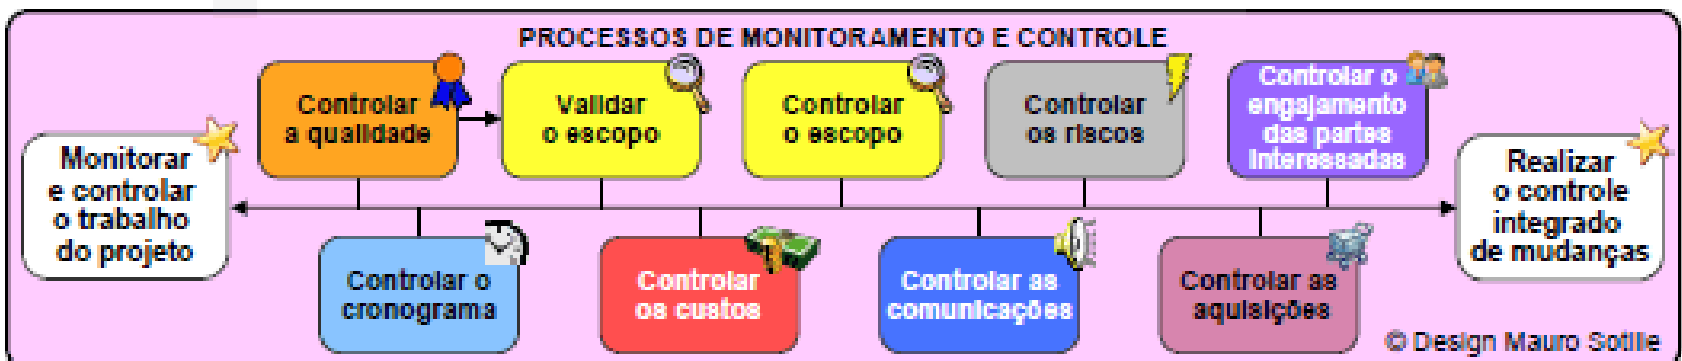 PROCESSOS DE MONITORAMENTO E CONTROLE
Monitorar
e controlar
o trabalho
do projeto
Controlar
a qualidade
Validar
o escopo
Controlar
o escopo
Controlar
os riscos
Controlar o
engajamento
das partes
Interessadas
Realizar
o controle
integrado
de mudanças
Controlar o
cronograma
Controlar
os custos
Controlar as
comunicações
Controlar as
aquisições
© Design Mauro Sotille